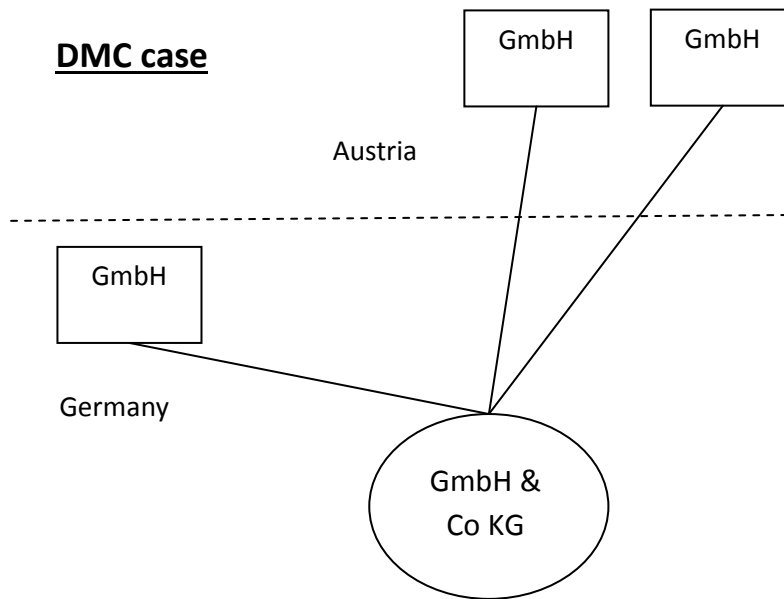 DMC case
GmbH
GmbH
Austria
GmbH
Germany
GmbH &
Co KG